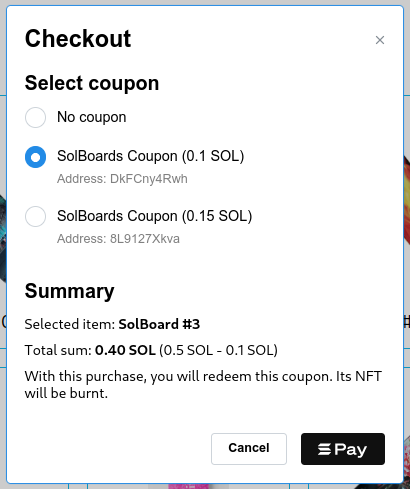 Checkout
×
Select coupon
No coupon
SolBoards Coupon (0.1 SOL)
Address: DkFCny4Rwh
SolBoards Coupon (0.15 SOL)
Address: 8L9127Xkva
Summary
Selected item: SolBoard #3
Total sum: 0.40 SOL (0.5 SOL - 0.1 SOL)
With this purchase, you will redeem this coupon. Its NFT
will be burnt.
Cancel
Pay